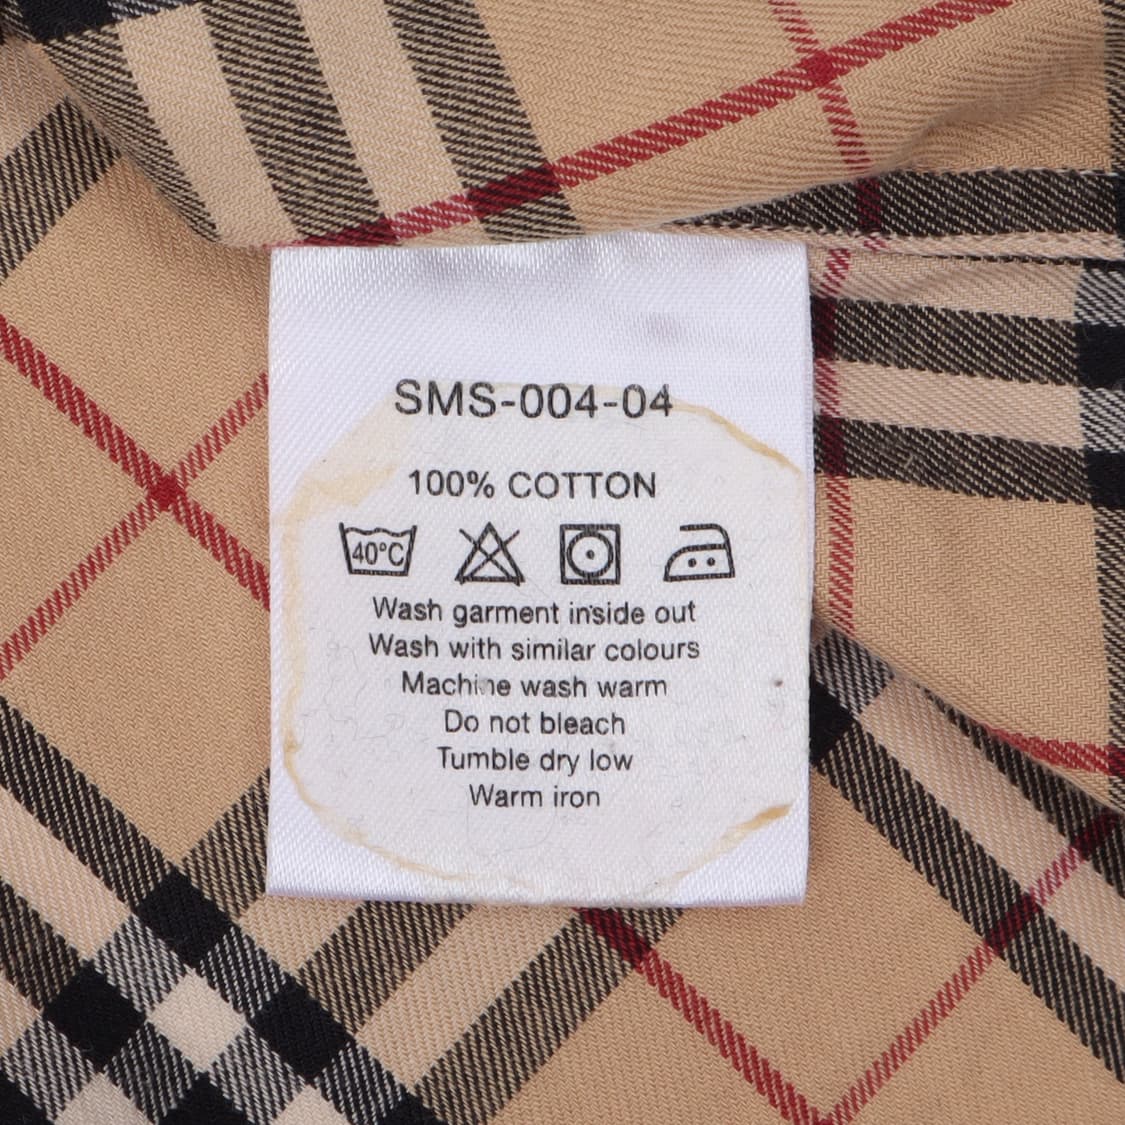 SMS-004-04
100% COTTON
40°C
Wash garment inside out
Wash with similar colours
Machine wash warm
Do not bleach
Tumble dry low
Warm iron